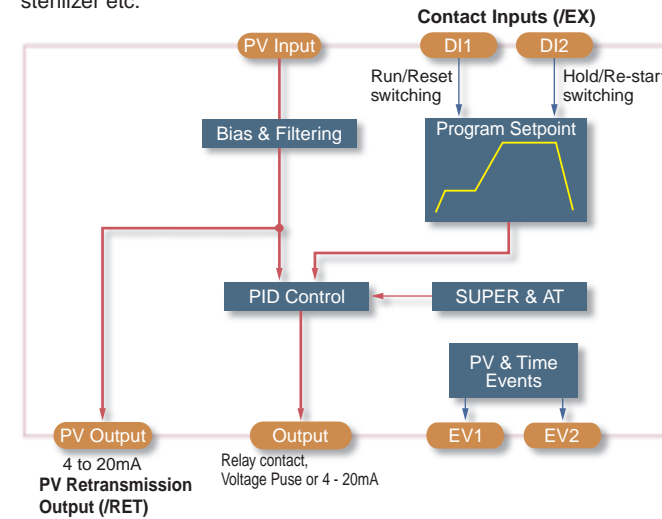 sterilizer etc.
Contact Inputs (/EX)
PV Input
DI1
DI2
Run/Reset
switching
Hold/Re-start
switching
Bias & Filtering
Program Setpoint
PID Control
SUPER & AT
PV & Time
Events
PV Output
Output
EV1
EV2
4 to 20mA
PV Retransmission
Output (/RET)
Relay contact,
Voltage Puse or 4 - 20mA